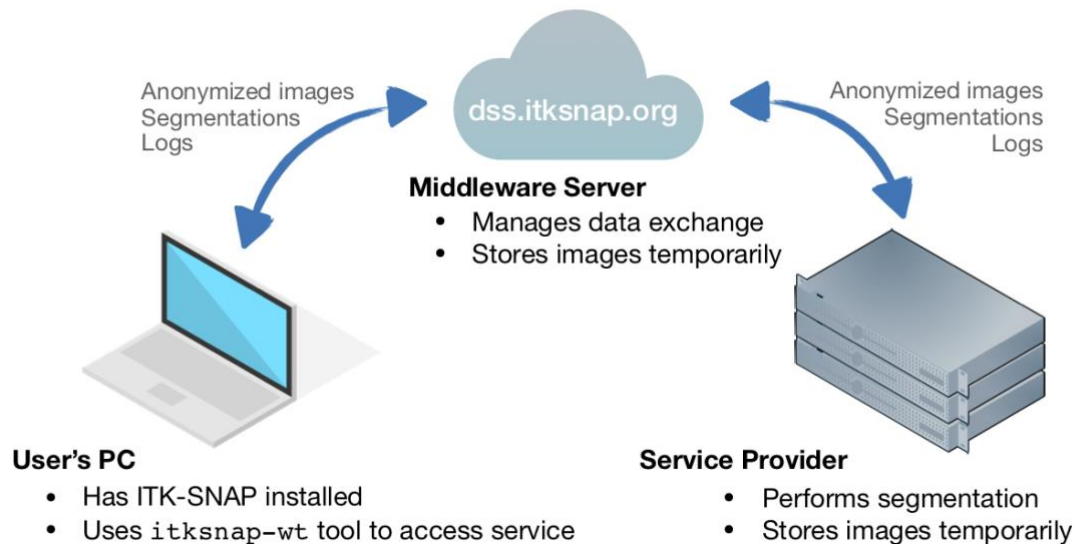 Anonymized images
Segmentations
Logs
dss.itksnap.org
Anonymized images
Segmentations
Logs
Middleware Server
• Manages data exchange
• Stores images temporarily
User's PC
• Has ITK-SNAP installed
• Uses itksnap-wt tool to access service
Service Provider
• Performs segmentation
• Stores images temporarily